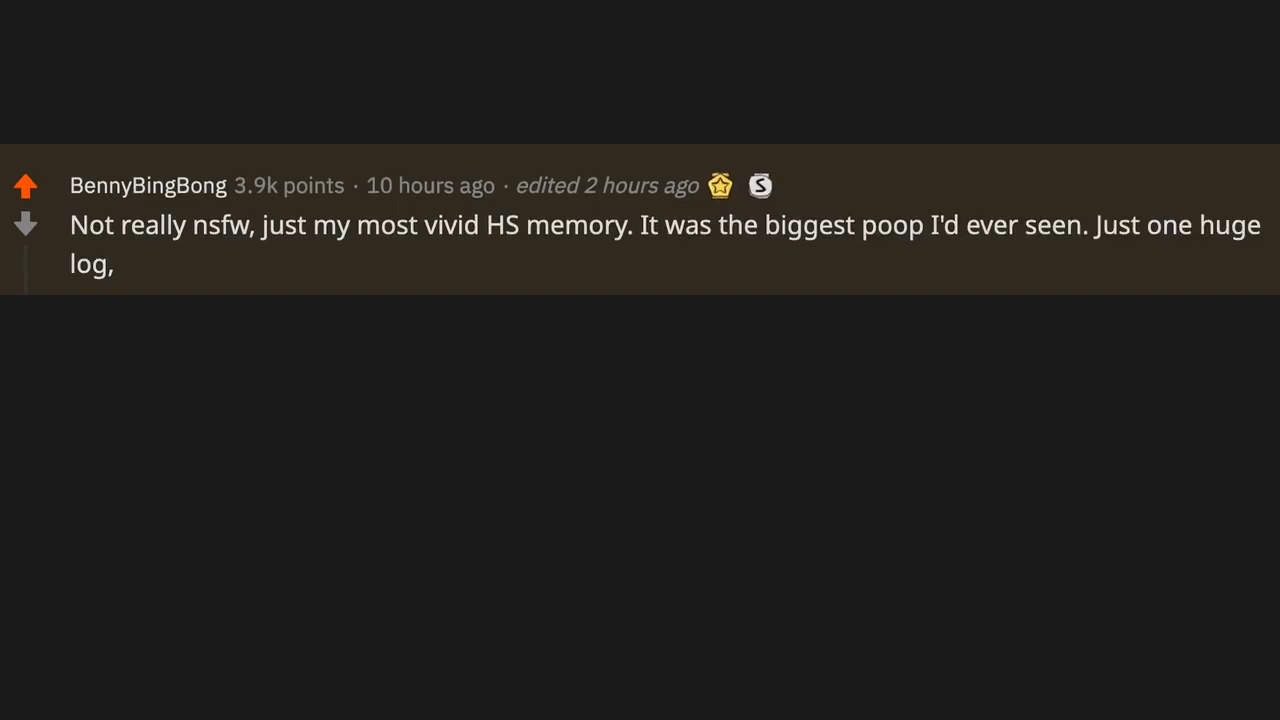 BennyBingBong 3.9k points · 10 hours ago · edited 2 hours ago S
Not really nsfw, just my most vivid HS memory. It was the biggest poop I'd ever seen. Just one huge
log,